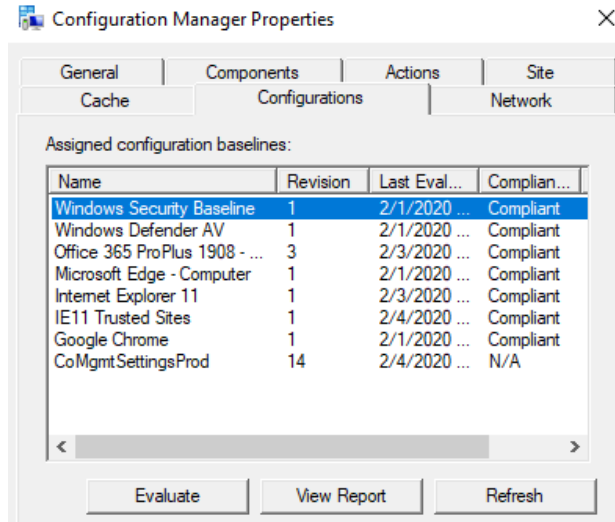 Configuration Manager Properties
General Components Actions Site
Cache Configurations Network
Assigned configuration baselines:
Name Revision Last Eval... Complian...
Windows Security Baseline 1 2/1/2020 ... Compliant
Windows Defender AV 1 2/1/2020 ... Compliant
Office 365 ProPlus 1908 - ... 3 2/3/2020 ... Compliant
Microsoft Edge - Computer 1 2/1/2020 ... Compliant
Internet Explorer 11 1 2/3/2020 ... Compliant
IE11 Trusted Sites 1 2/4/2020 ... Compliant
Google Chrome 1 2/1/2020 ... Compliant
CoMgmtSettingsProd 14 2/4/2020 ... N/A
Evaluate View Report Refresh